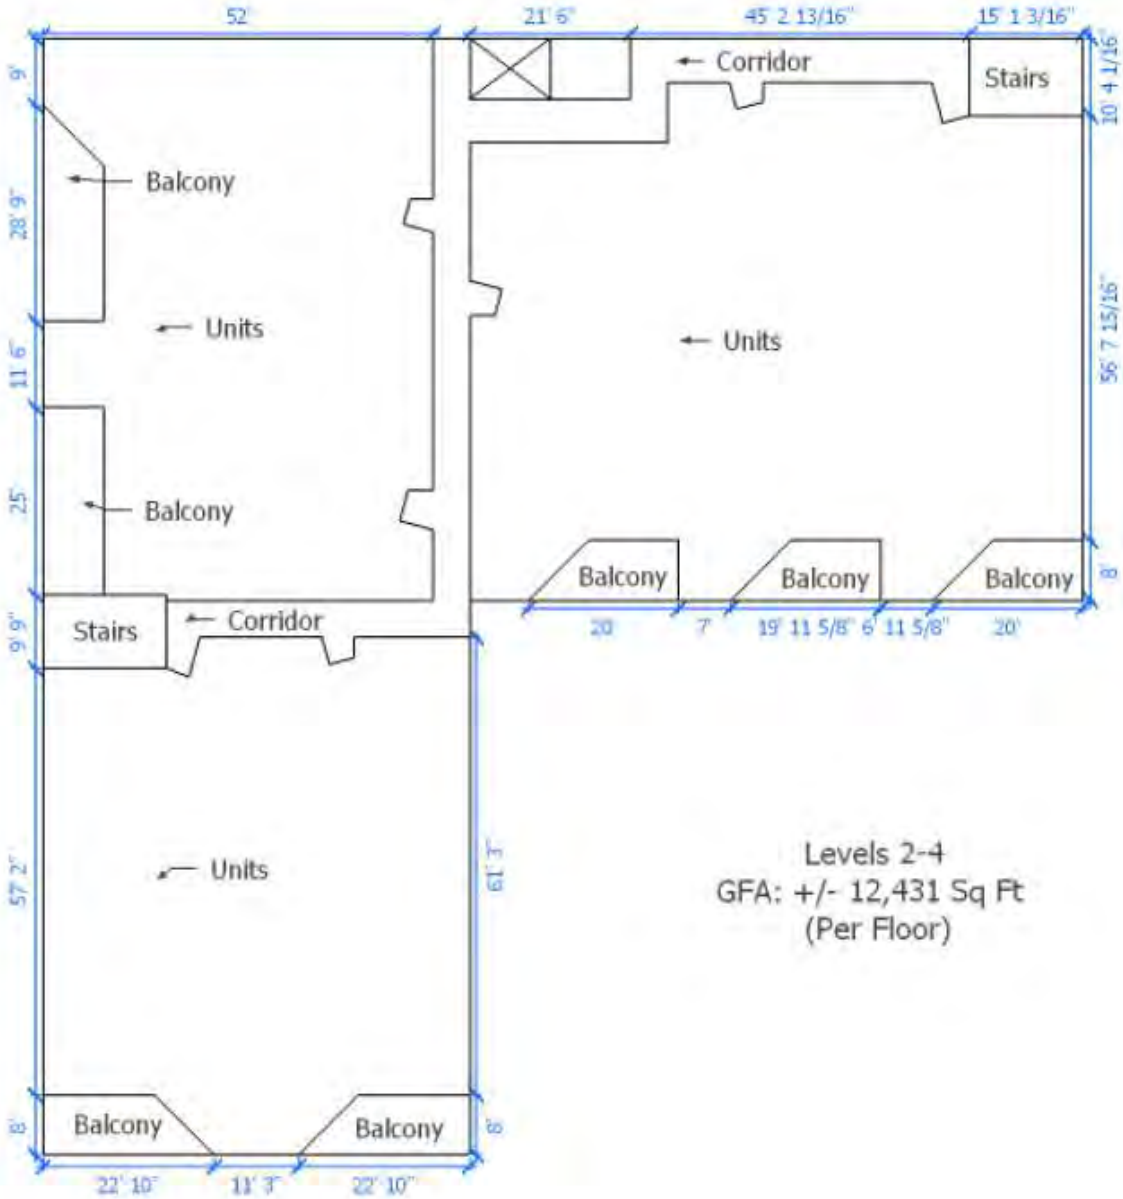 52'
21' 6"
45' 2 13/16"
15' 1 3/16"
9'
Corridor
Stairs
10' 4 1/16"
Balcony
28' 9"
Units
Units
11' 6"
56' 7 15/16"
25'
Balcony
Balcony
Balcony
Balcony
8'
Stairs
Corridor
9' 9"
20'
7'
19' 11 5/8"
6' 11 5/8"
20'
Units
57' 2"
61' 3"
Levels 2-4
GFA: +/- 12,431 Sq Ft
(Per Floor)
Balcony
Balcony
8'
8'
22' 10"
11' 3"
22' 10"